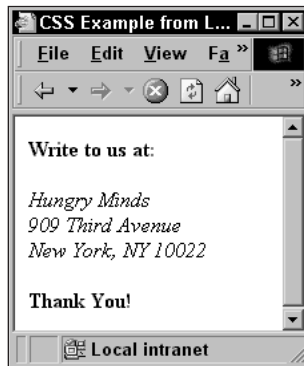 CSS Example from L...
File Edit View Fa »
»
Write to us at:
Hungry Minds
909 Third Avenue
New York, NY 10022
Thank You!
Local intranet